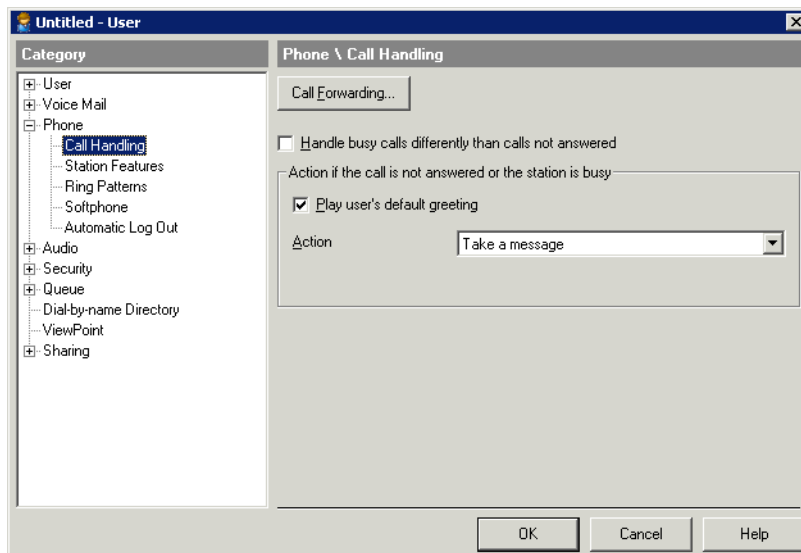 Untitled - User
Category
User
Voice Mail
Phone
Call Handling
Station Features
Ring Patterns
Softphone
Automatic Log Out
Audio
Security
Queue
Dial-by-name Directory
ViewPoint
Sharing
Phone \ Call Handling
Call Forwarding...
Handle busy calls differently than calls not answered
Action if the call is not answered or the station is busy
Play user's default greeting
Action Take a message
OK Cancel Help